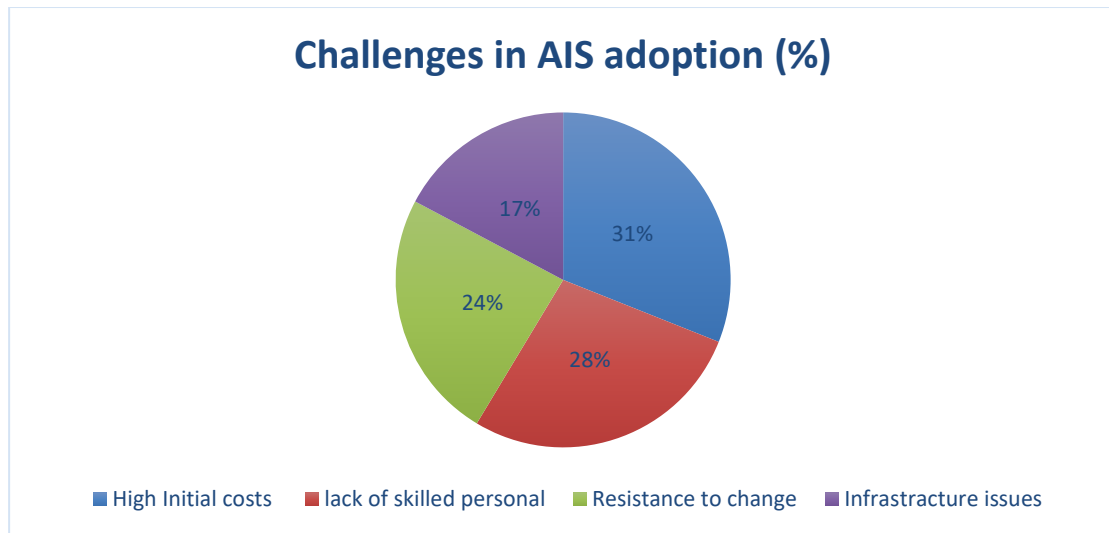 Challenges in AIS adoption (%)
17%
31%
24%
28%
High Initial costs lack of skilled personal Resistance to change Infrastracture issues